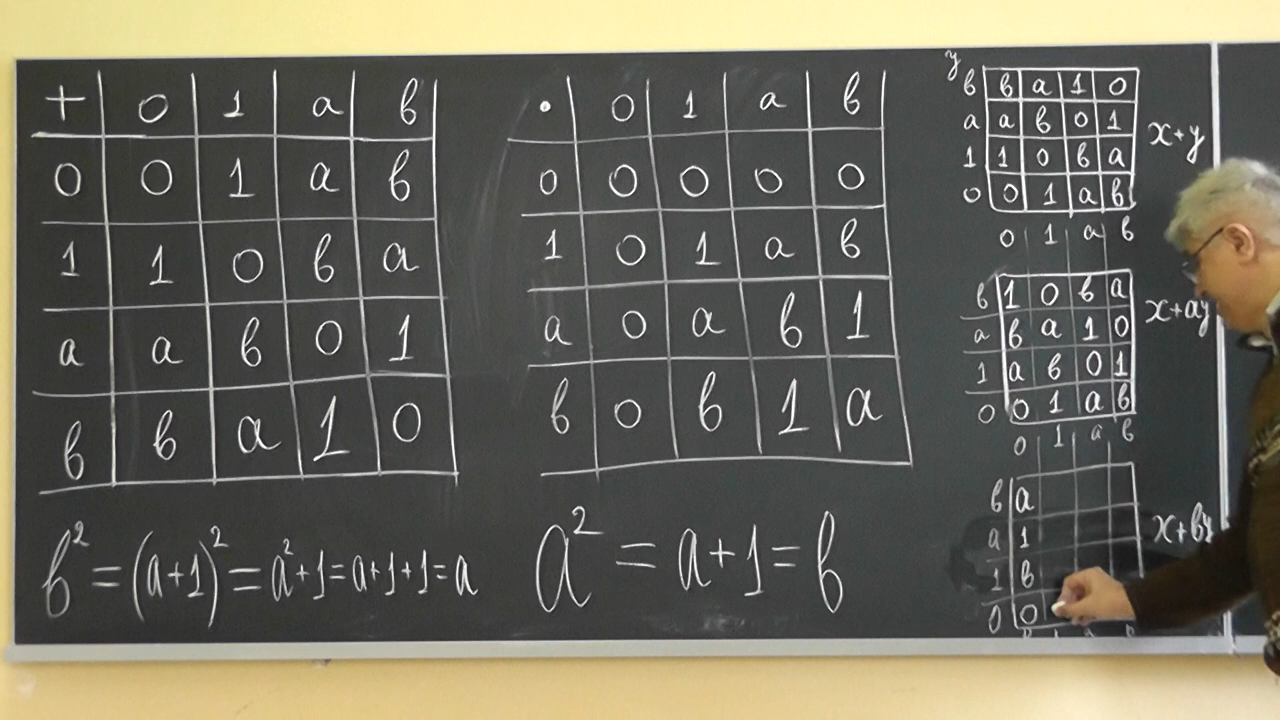 + 0 1 a в
0 0 1 a в
1 1 0 в a
a a в 0 1
в в a 1 0
в² = (a+1)² = a²+1 = a+1+1 = a
• 0 1 a в
0 0 0 0 0
1 0 1 a в
a 0 a в 1
в 0 в 1 a
a² = a+1 = в
y
в в a 1 0
a a в 0 1
1 1 0 в a
0 0 1 a в
0 1 a в
x+y
в 1 0 в a
a в a 1 0
1 a в 0 1
0 0 1 a в
0 1 a в
x+ay
в a
a 1
1 в
0 0
x+вy